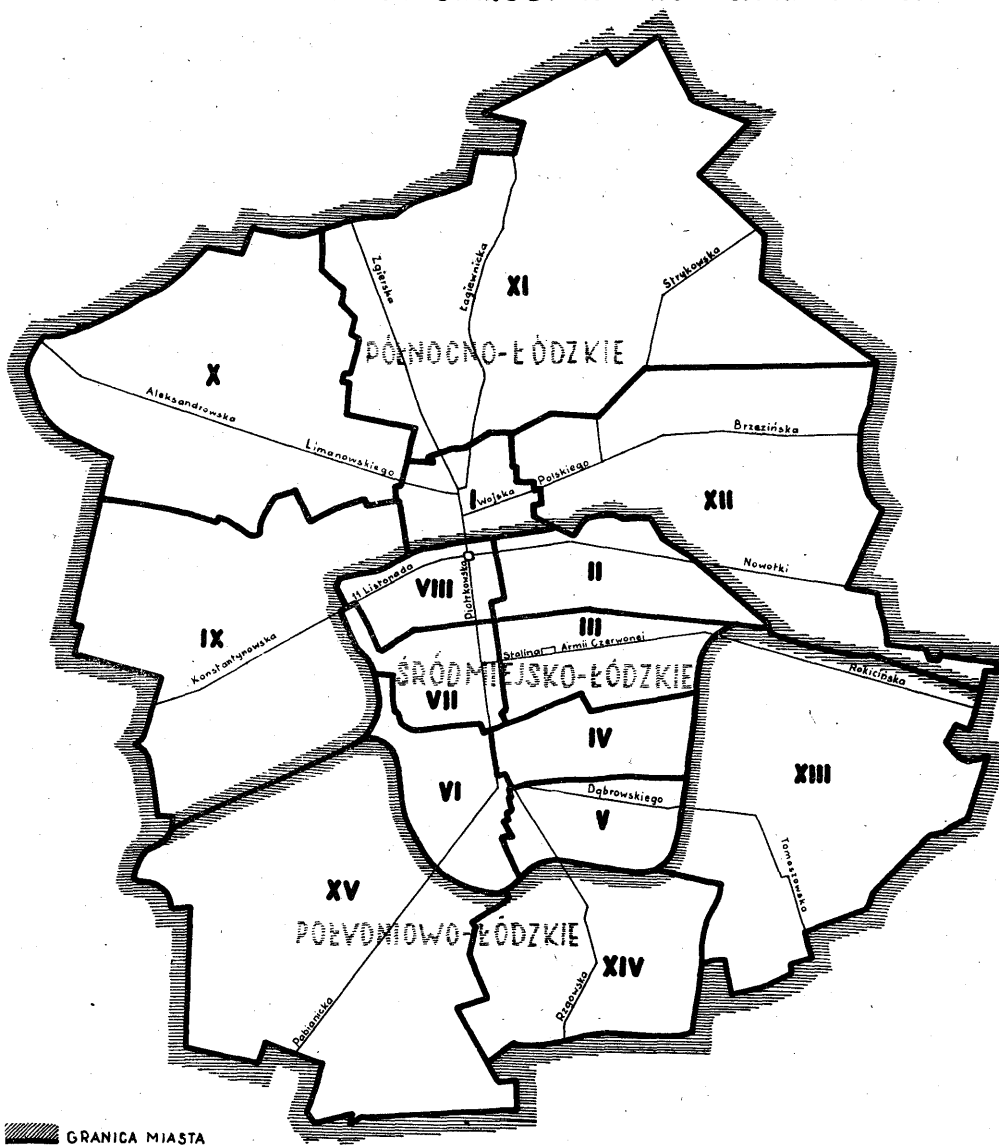 Zgierska
Łagiewnicka
XI
Strykowska
PÓŁNOCNO-ŁÓDZKIE
X
Aleksandrowska
Limanowskiego
Brzezińska
I
Wojska Polskiego
XII
Nowotki
11 Listopada
VIII
Piotrkowska
II
IX
Konstantynowska
III
Stalina
Armii Czerwonej
ŚRÓDMIEJSKO-ŁÓDZKIE
Rokicińska
VII
IV
VI
Dąbrowskiego
V
XIII
Tomaszowska
XV
POŁUDNIOWO-ŁÓDZKIE
XIV
Rzgowska
Pabianicka
GRANICA MIASTA